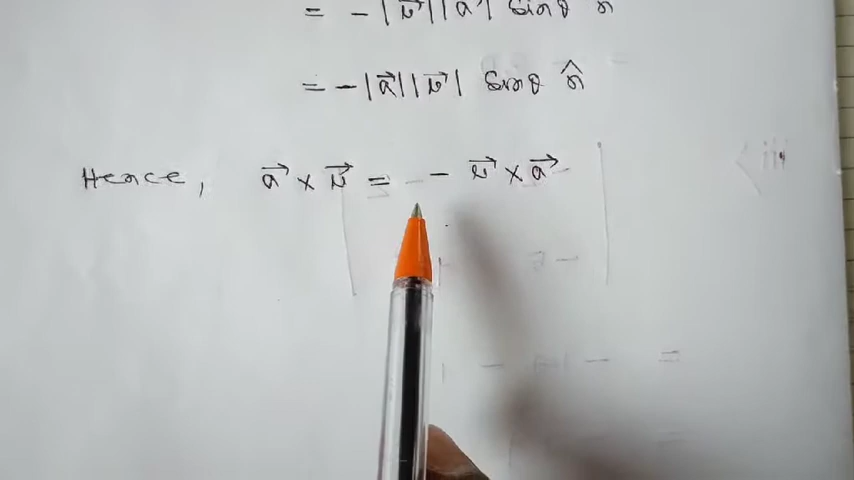 = - |b⃗||a⃗| Sinθ n
= - |a⃗||b⃗| Sinθ n̂
Hence, a⃗ × b⃗ = - b⃗ × a⃗